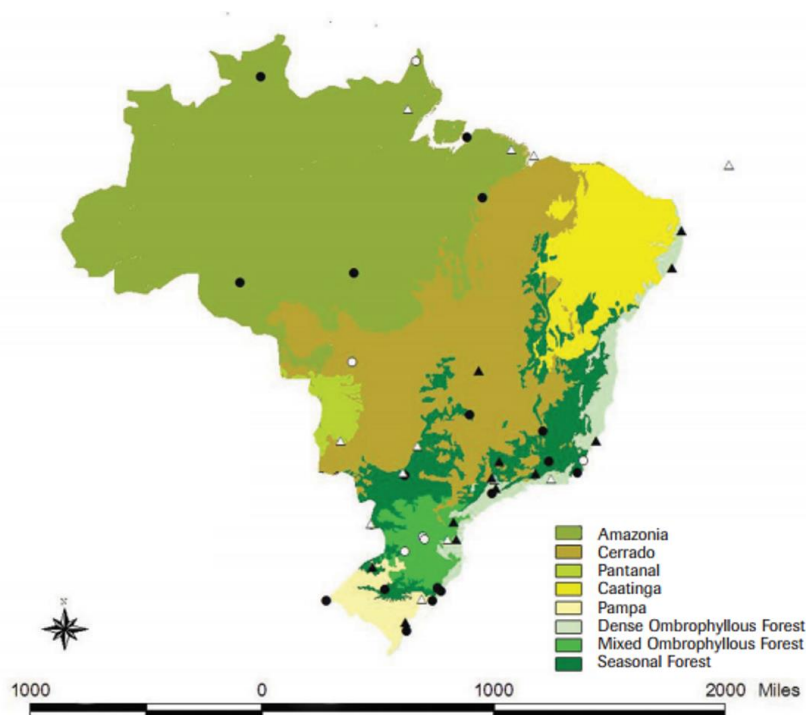 Amazonia
Cerrado
Pantanal
Caatinga
Pampa
Dense Ombrophyllous Forest
Mixed Ombrophyllous Forest
Seasonal Forest
1000 0 1000 2000 Miles